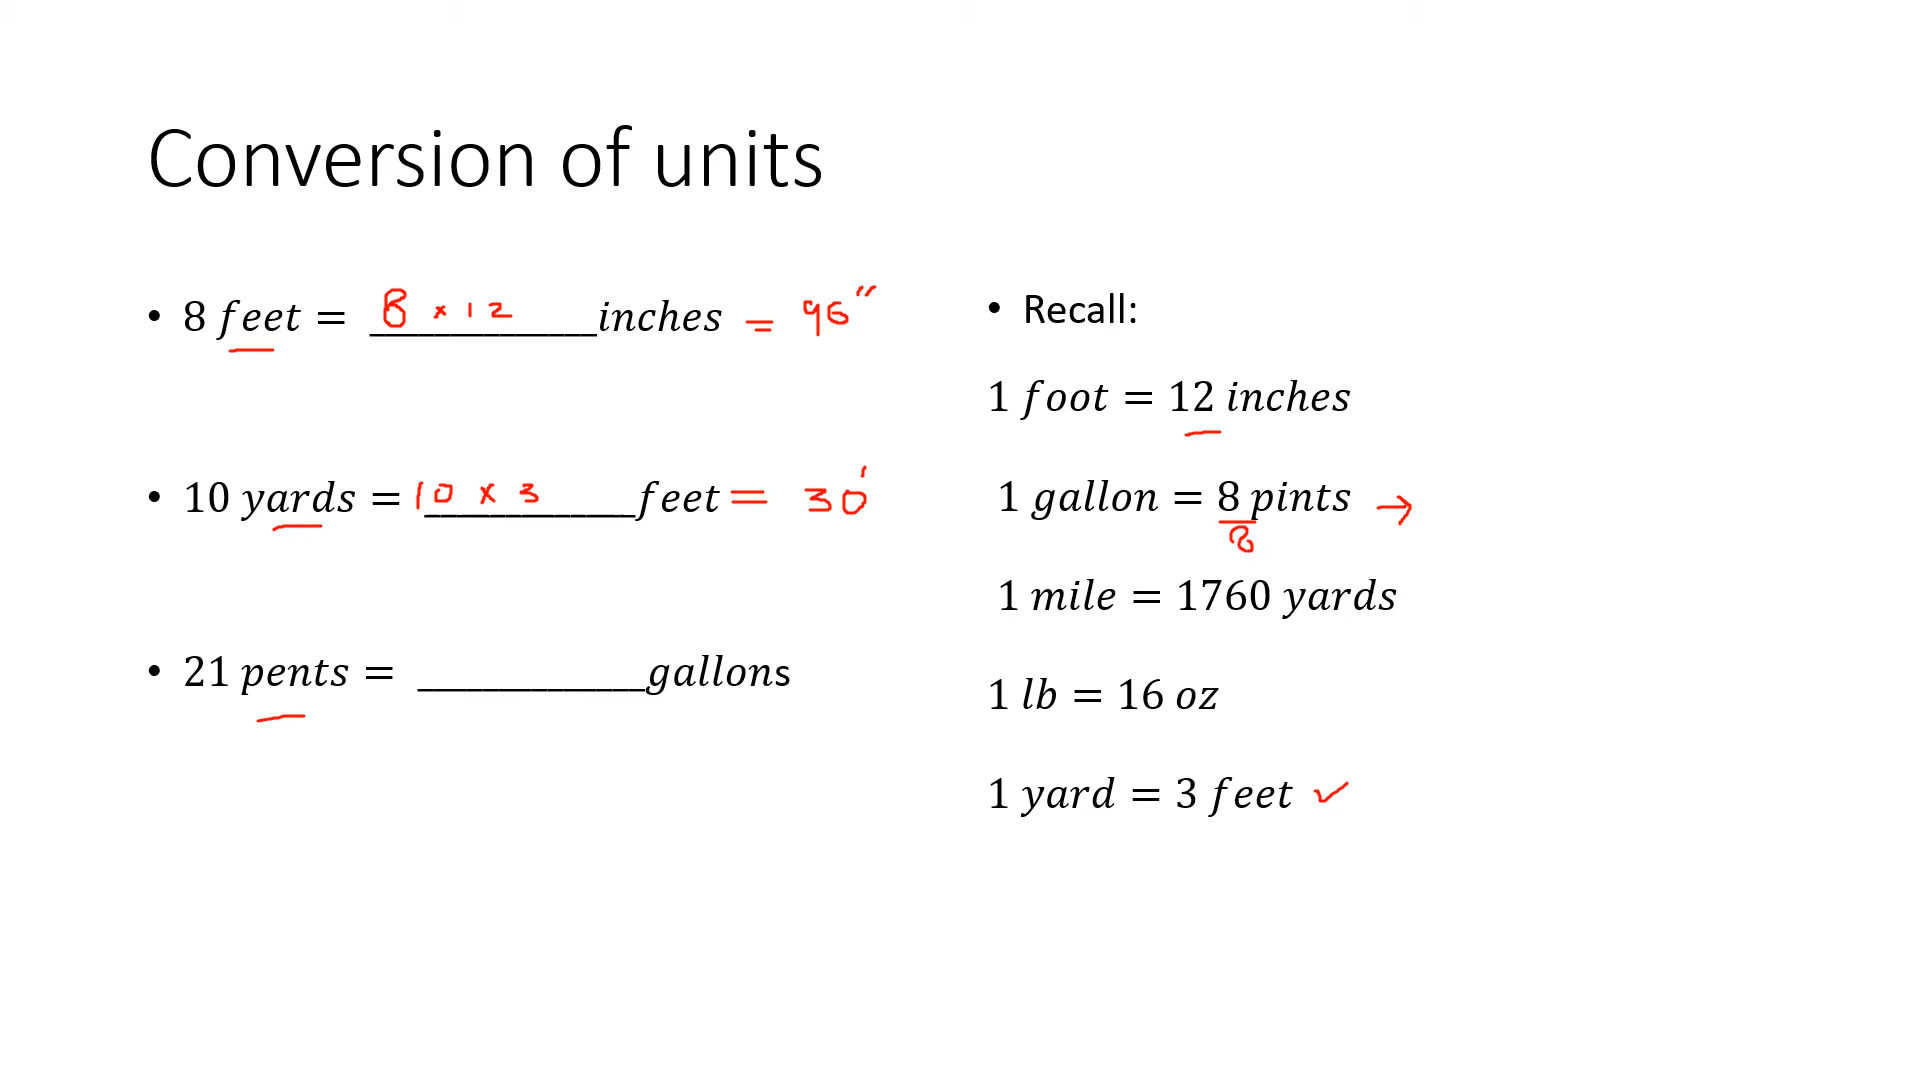 Conversion of units
• 8 feet = 8 × 12 inches = 96"
• 10 yards = 10 × 3 feet = 30'
• 21 pents = ____________gallons
• Recall:
1 foot = 12 inches
1 gallon = 8 pints →
8
1 mile = 1760 yards
1 lb = 16 oz
1 yard = 3 feet ✓